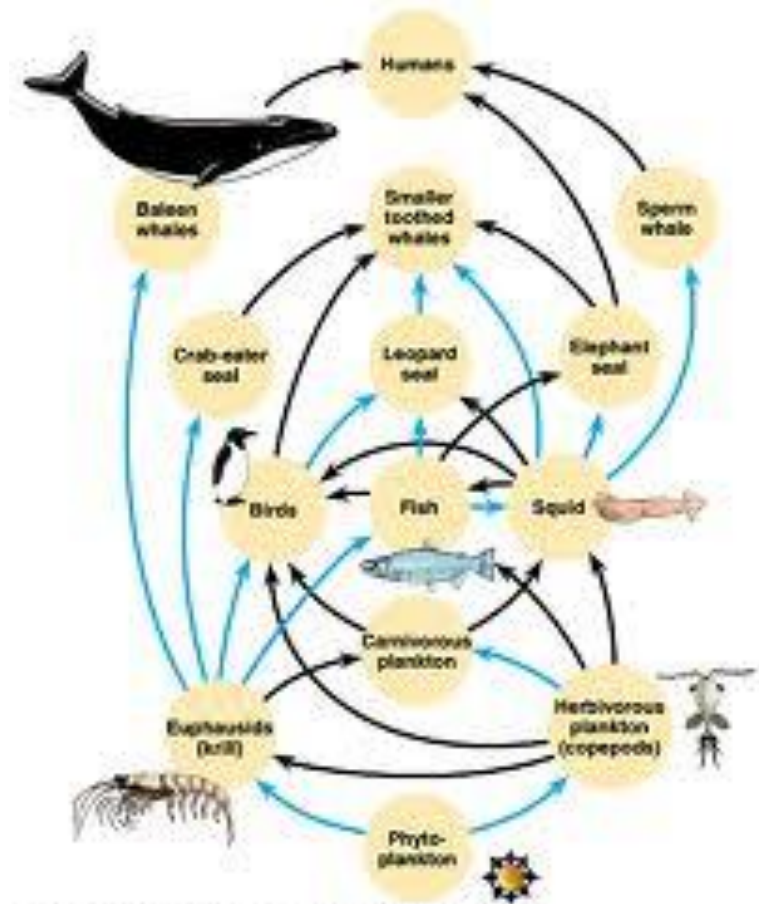 Humans
Baleen
whales
Smaller
toothed
whales
Sperm
whale
Crab-eater
seal
Leopard
seal
Elephant
seal
Birds
Fish
Squid
Carnivorous
plankton
Euphausids
(krill)
Herbivorous
plankton
(copepods)
Phyto-
plankton